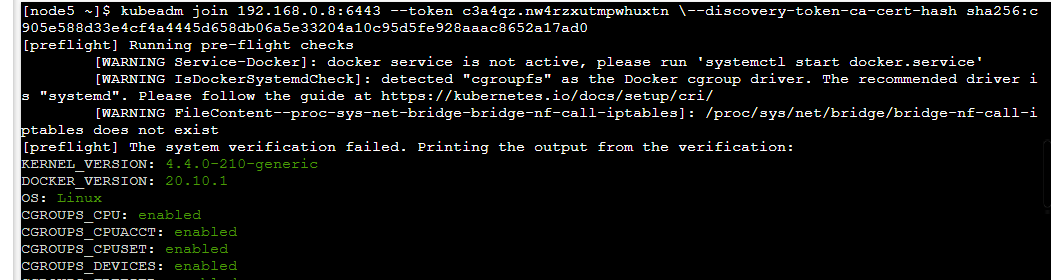 [node5 ~]$ kubeadm join 192.168.0.8:6443 --token c3a4qz.nw4rzxutmpwhuxtn \--discovery-token-ca-cert-hash sha256:c
905e588d33e4cf4a4445d658db06a5e33204a10c95d5fe928aaac8652a17ad0
[preflight] Running pre-flight checks
        [WARNING Service-Docker]: docker service is not active, please run 'systemctl start docker.service'
        [WARNING IsDockerSystemdCheck]: detected "cgroupfs" as the Docker cgroup driver. The recommended driver i
s "systemd". Please follow the guide at https://kubernetes.io/docs/setup/cri/
        [WARNING FileContent--proc-sys-net-bridge-bridge-nf-call-iptables]: /proc/sys/net/bridge/bridge-nf-call-i
ptables does not exist
[preflight] The system verification failed. Printing the output from the verification:
KERNEL_VERSION: 4.4.0-210-generic
DOCKER_VERSION: 20.10.1
OS: Linux
CGROUPS_CPU: enabled
CGROUPS_CPUACCT: enabled
CGROUPS_CPUSET: enabled
CGROUPS_DEVICES: enabled